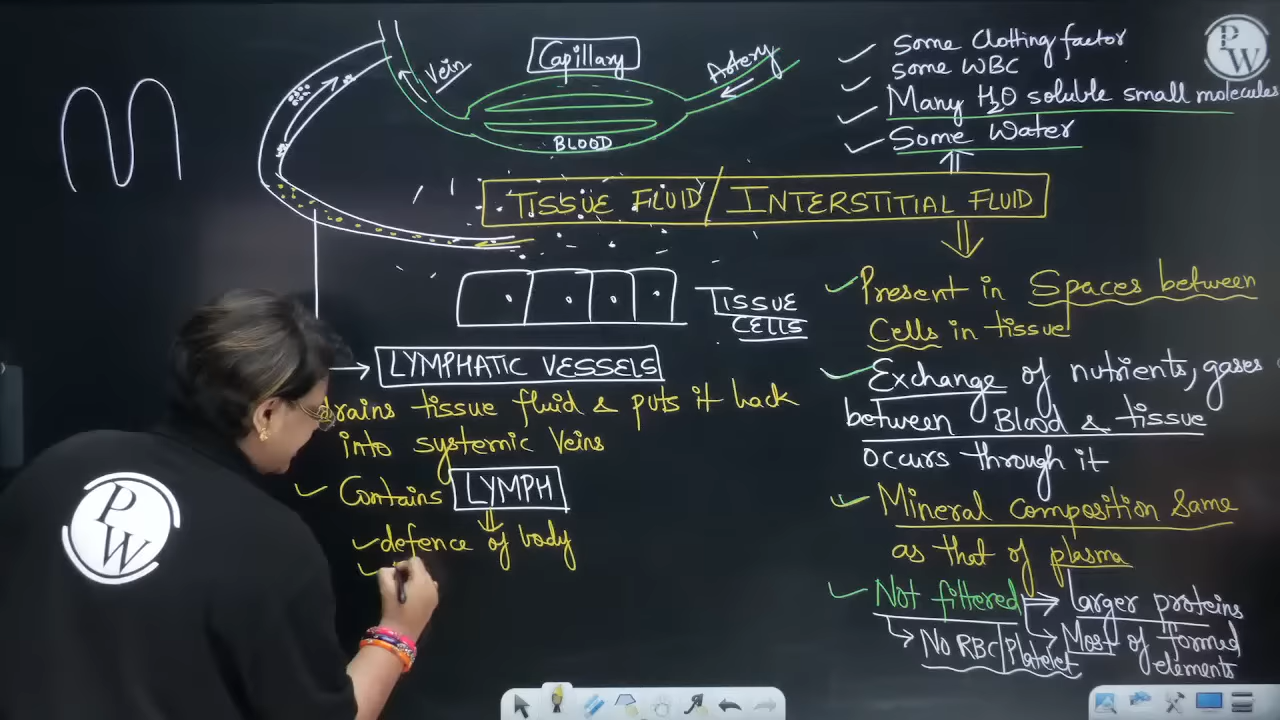 Capillary
Vein
Artery
BLOOD
Some Clotting factor
Some WBC
Many H2O soluble small molecules
Some Water
PW
TISSUE FLUID / INTERSTITIAL FLUID
TISSUE
CELLS
Present in Spaces between
Cells in tissue
Exchange of nutrients, gases
between Blood & tissue
occurs through it
Mineral composition Same
as that of plasma
Not filtered
Larger proteins
Most of formed
elements
No RBC | Platelet
LYMPHATIC VESSELS
drains tissue fluid & puts it back
into systemic Veins
Contains LYMPH
defence of body
PW